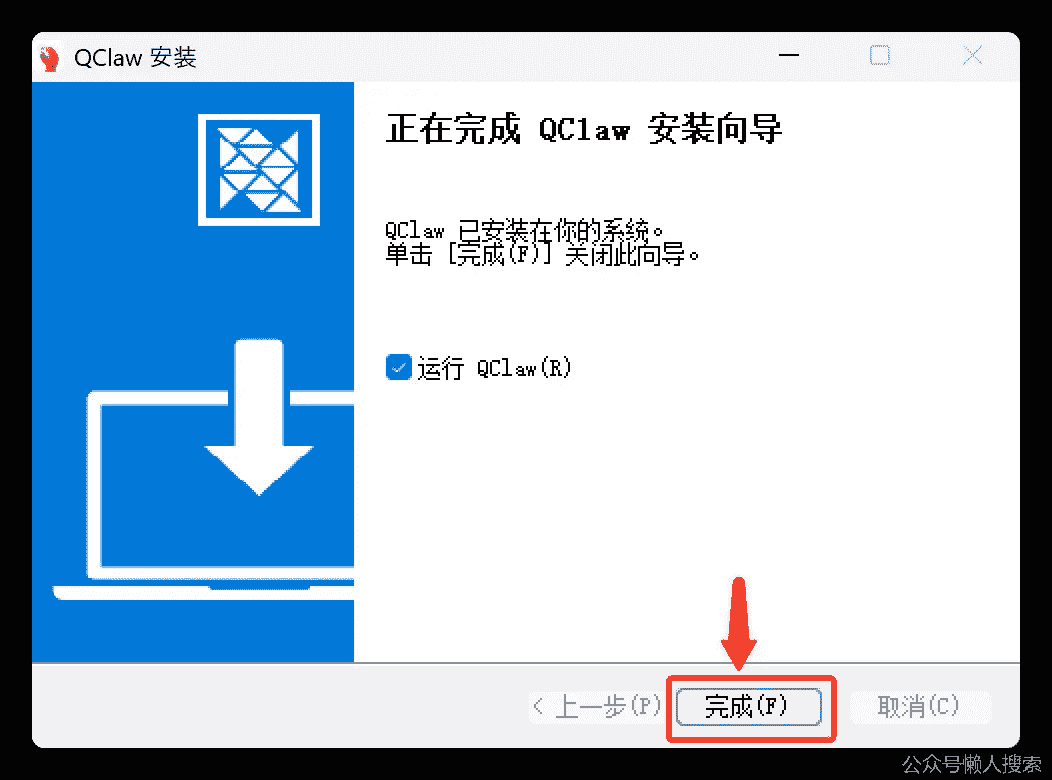 QClaw 安装
正在完成 QClaw 安装向导
QClaw 已安装在你的系统。
单击 [完成(F)] 关闭此向导。
运行 QClaw(R)
< 上一步(P)
完成(F)
取消(C)
公众号懒人搜索